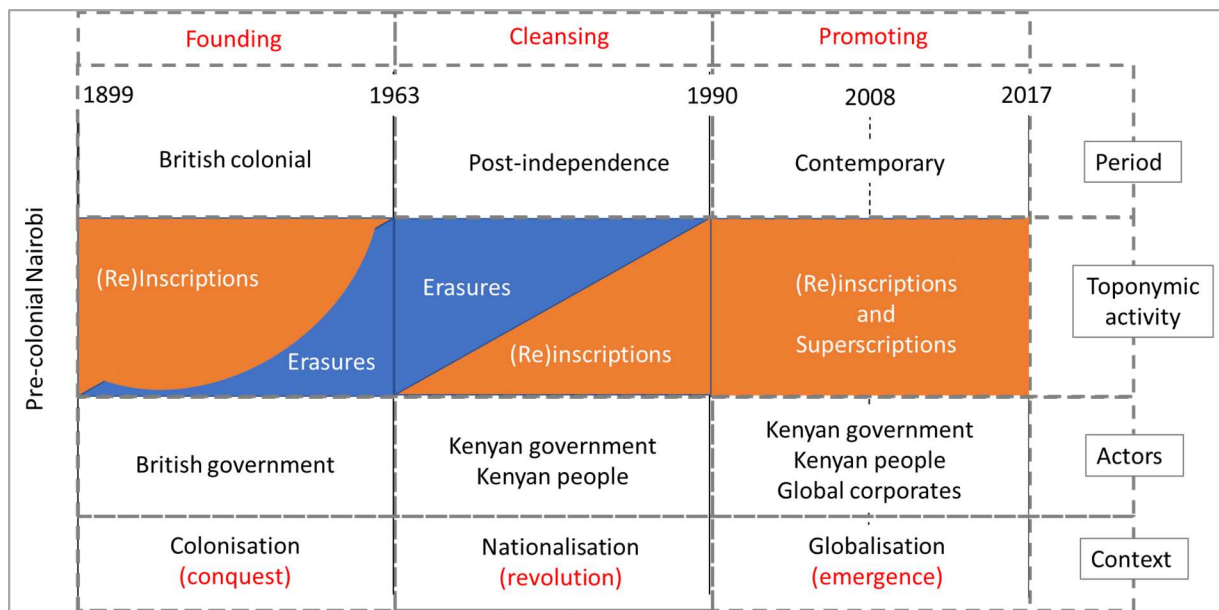 Founding
Cleansing
Promoting
1899
1963
1990
2008
2017
British colonial
Post-independence
Contemporary
Period
Pre-colonial Nairobi
(Re)Inscriptions
Erasures
Erasures
(Re)inscriptions
(Re)inscriptions
and
Superscriptions
Toponymic
activity
British government
Kenyan government
Kenyan people
Kenyan government
Kenyan people
Global corporates
Actors
Colonisation
(conquest)
Nationalisation
(revolution)
Globalisation
(emergence)
Context